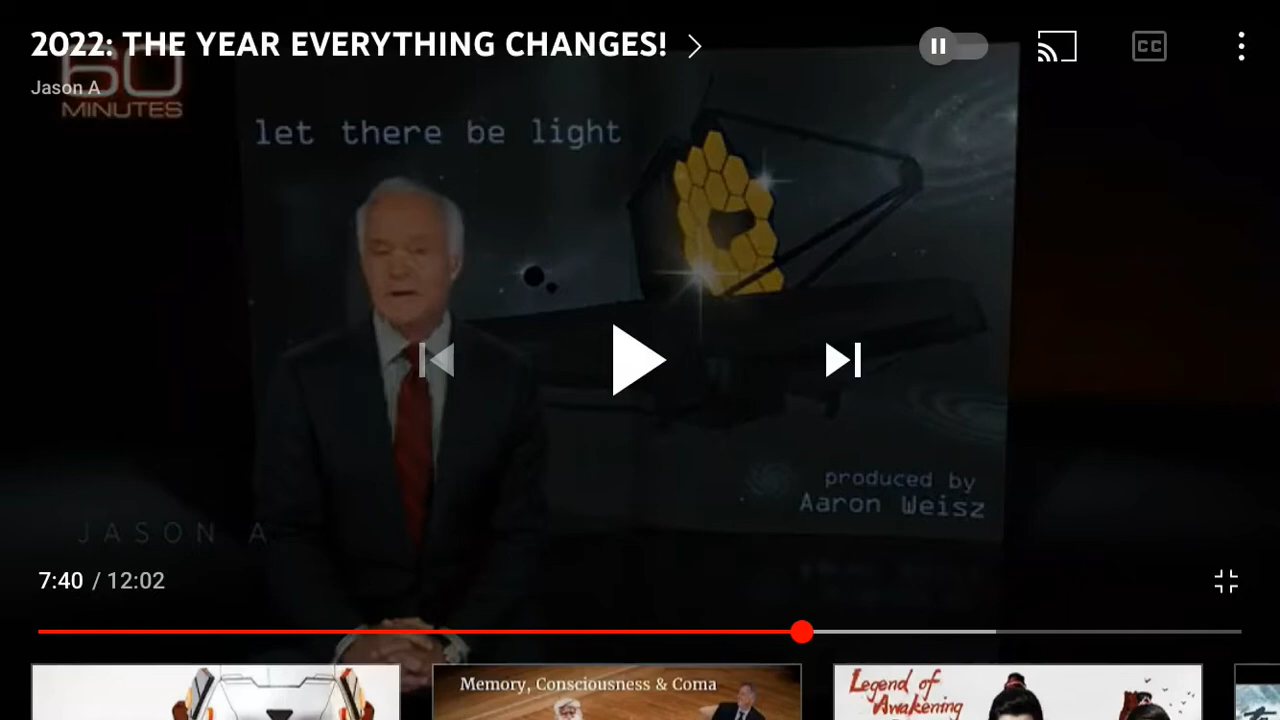 2022: THE YEAR EVERYTHING CHANGES!
CC
Jason A
60
MINUTES
let there be light
produced by
Aaron Weisz
JASON A
7:40 / 12:02
Memory, Consciousness & Coma
Legend of
Awakening